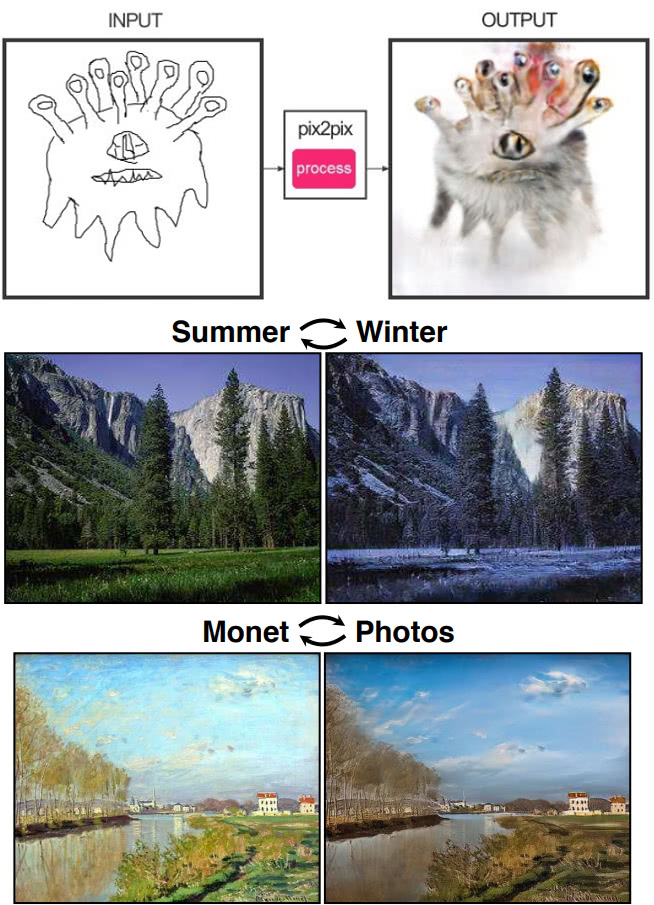 INPUT
OUTPUT
pix2pix
process
Summer Winter
Monet Photos